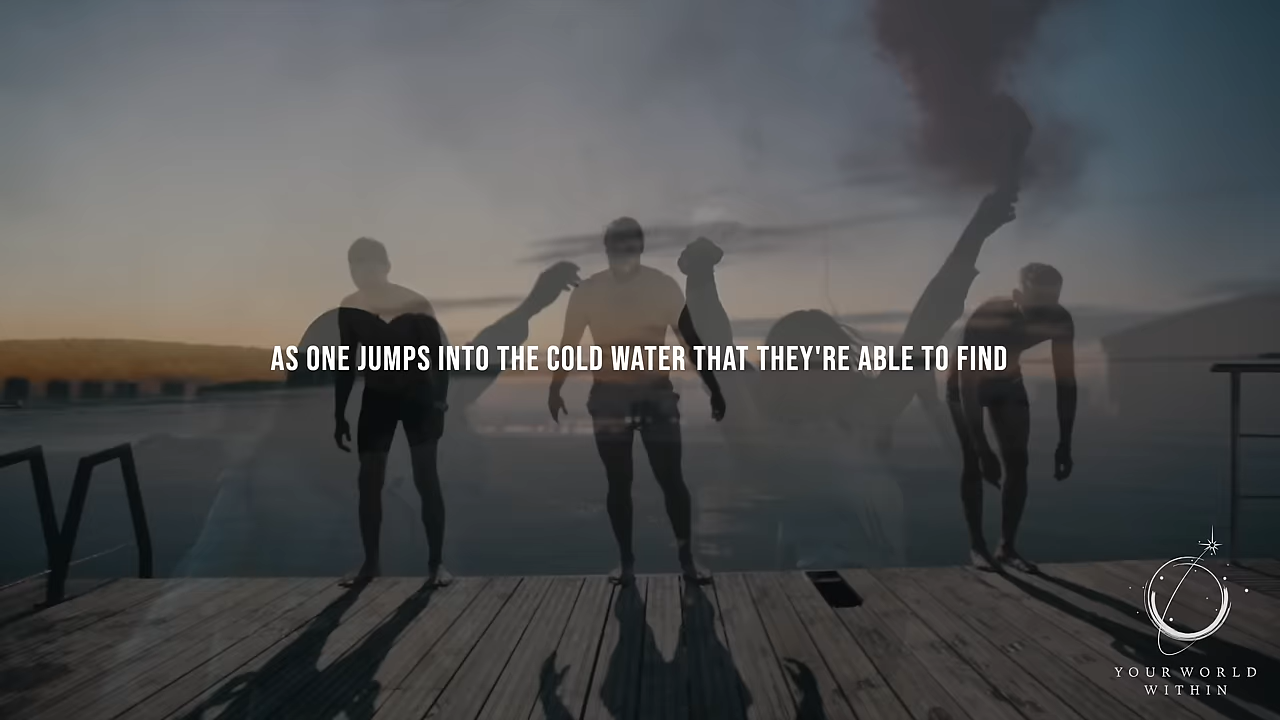 AS ONE JUMPS INTO THE COLD WATER THAT THEY'RE ABLE TO FIND
YOUR WORLD
WITHIN